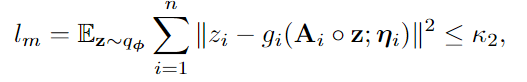 l_m = \mathbb{E}_{\mathbf{z} \sim q_{\boldsymbol{\phi}}} \sum_{i=1}^{n} \| z_i - g_i(\mathbf{A}_i \circ \mathbf{z}; \boldsymbol{\eta}_i) \|^2 \leq \kappa_2,